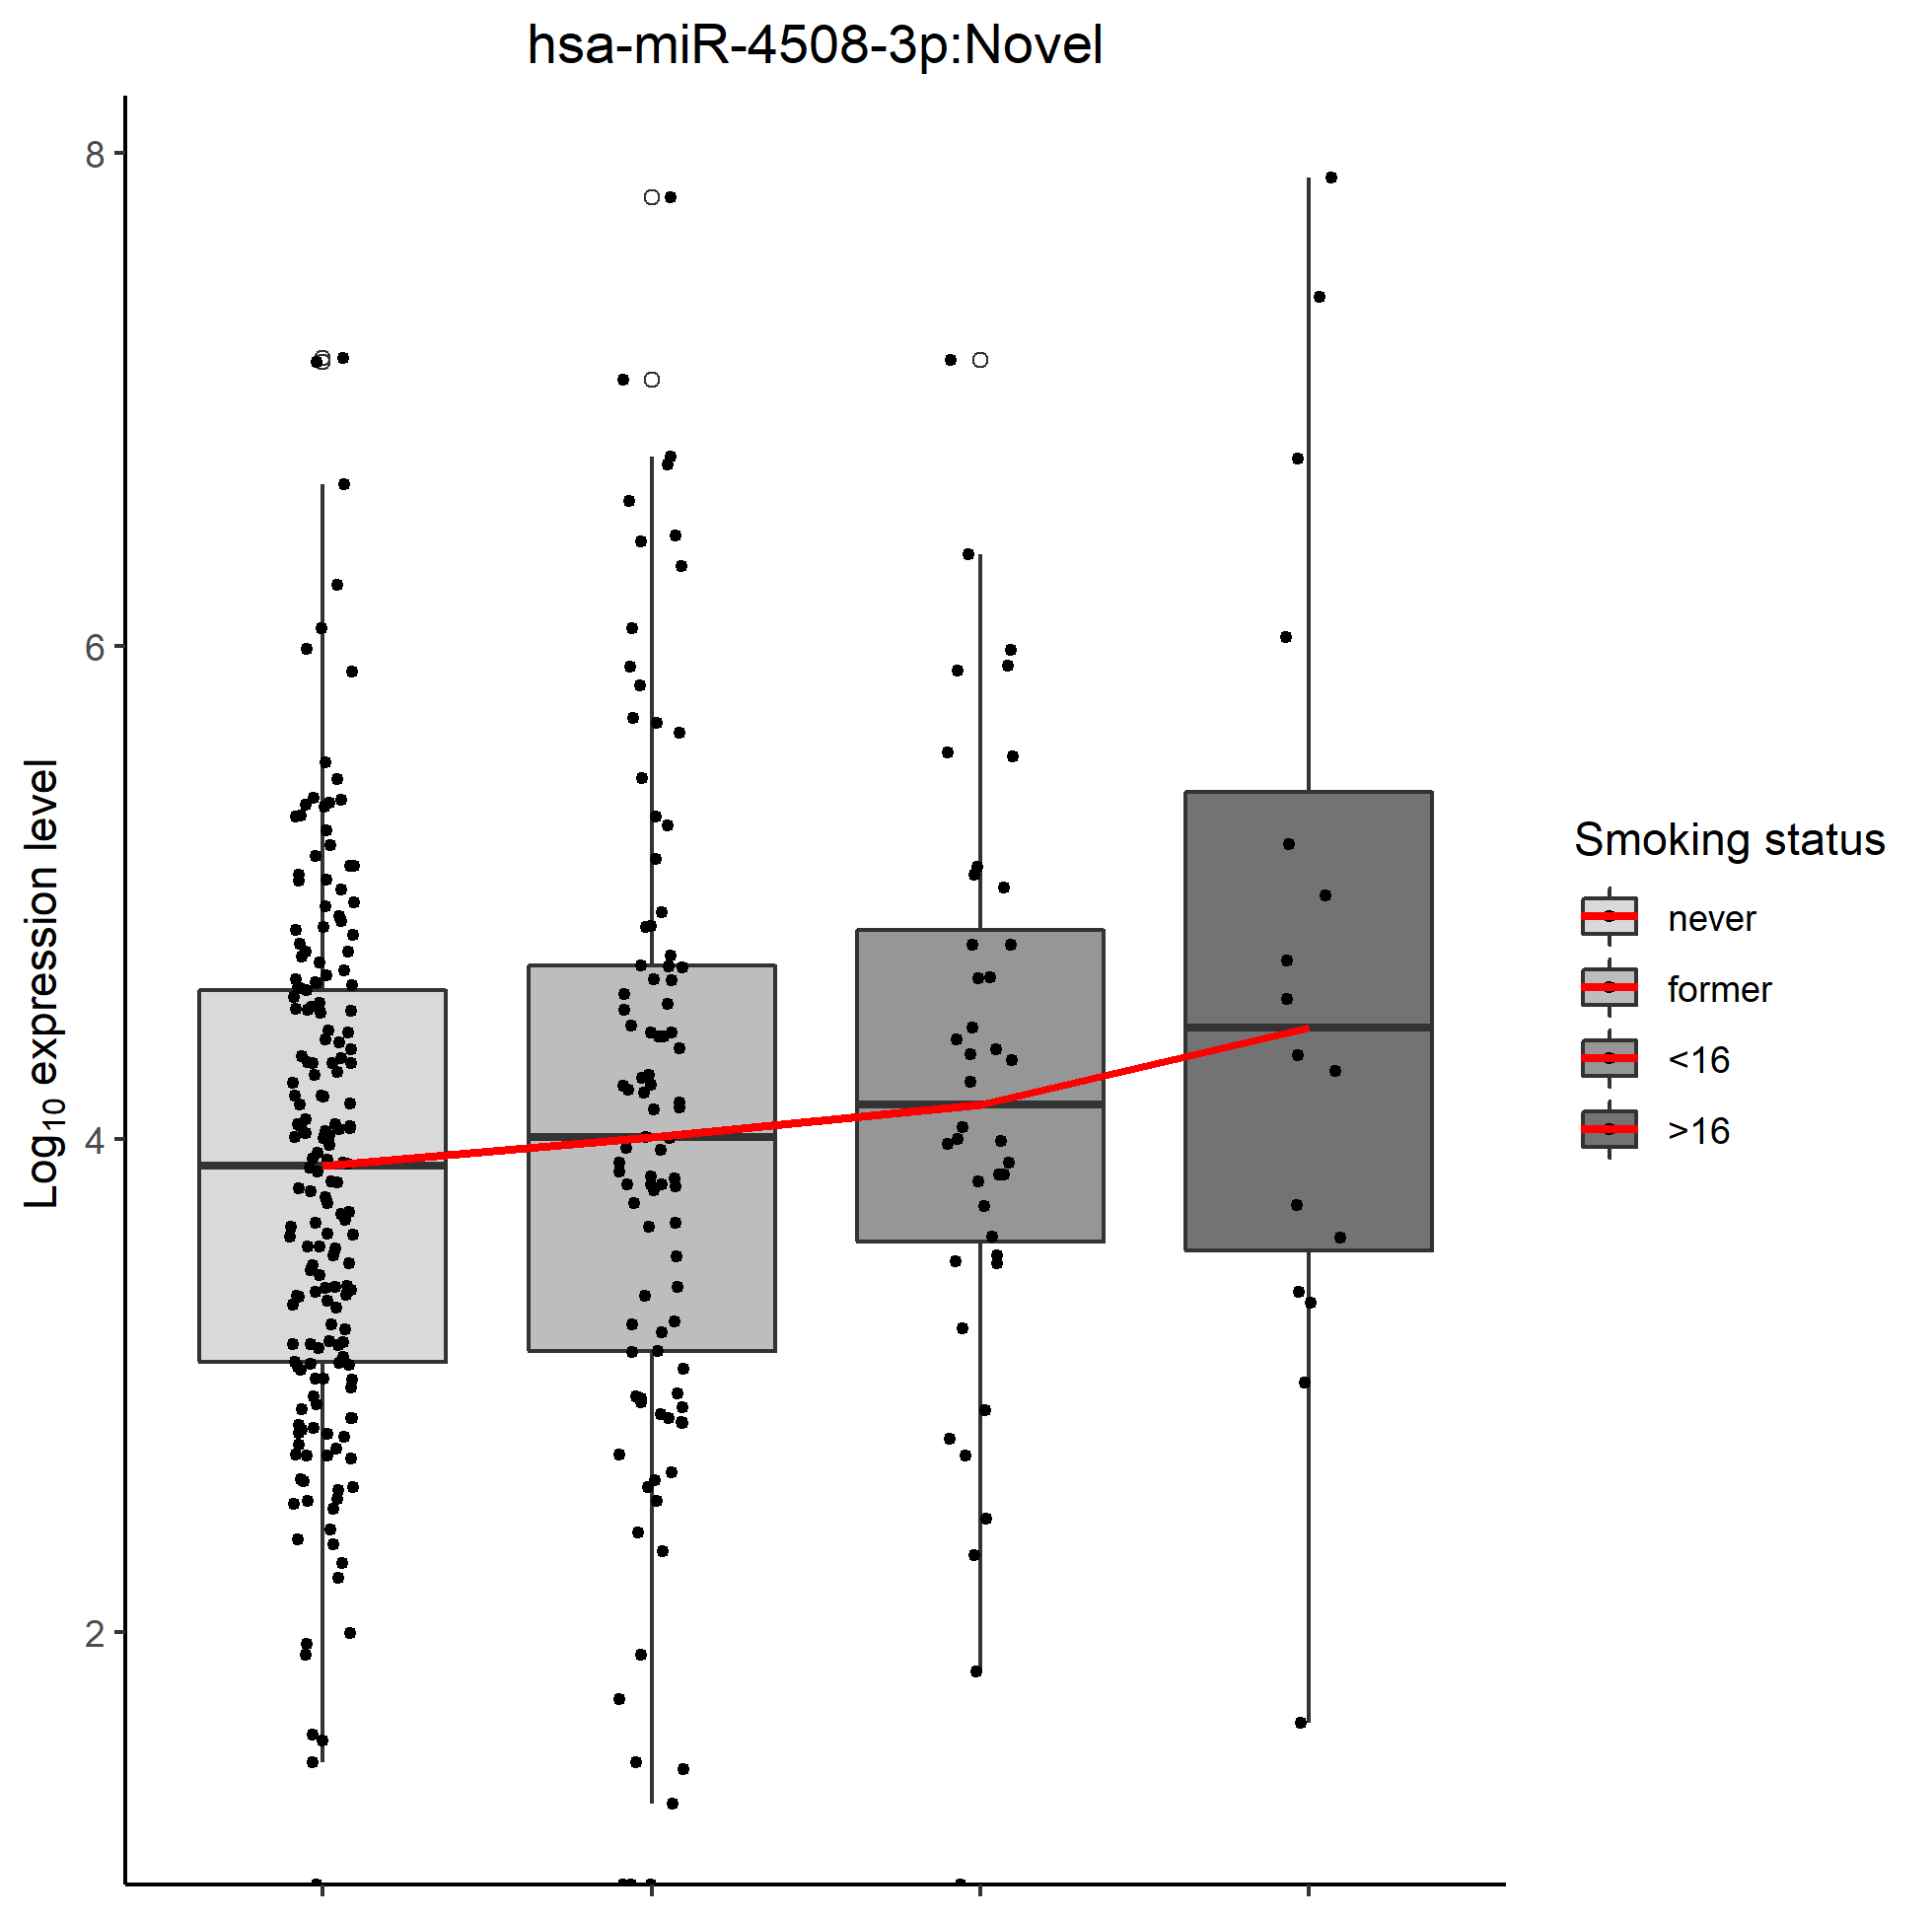 hsa-miR-4508-3p:Novel
8
6
4
2
Log₁₀ expression level
Smoking status
never
former
<16
>16